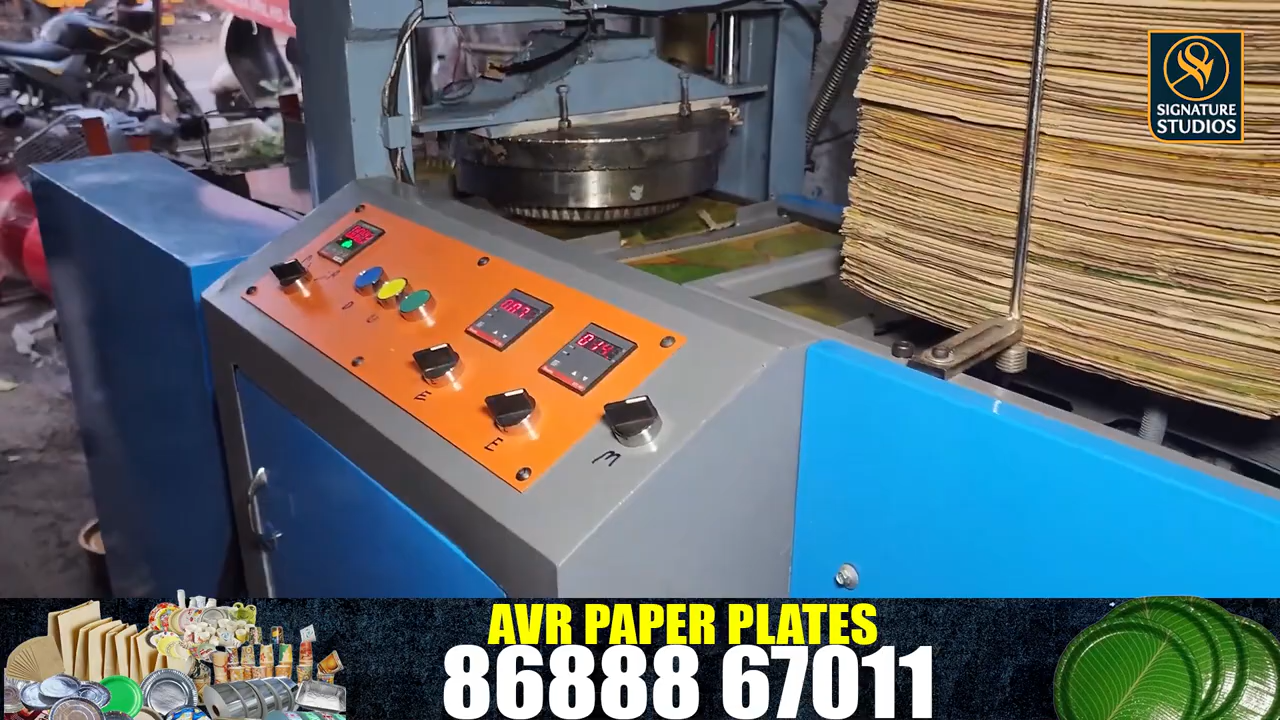 SIGNATURE
STUDIOS
E
E
M
AVR PAPER PLATES
86888 67011